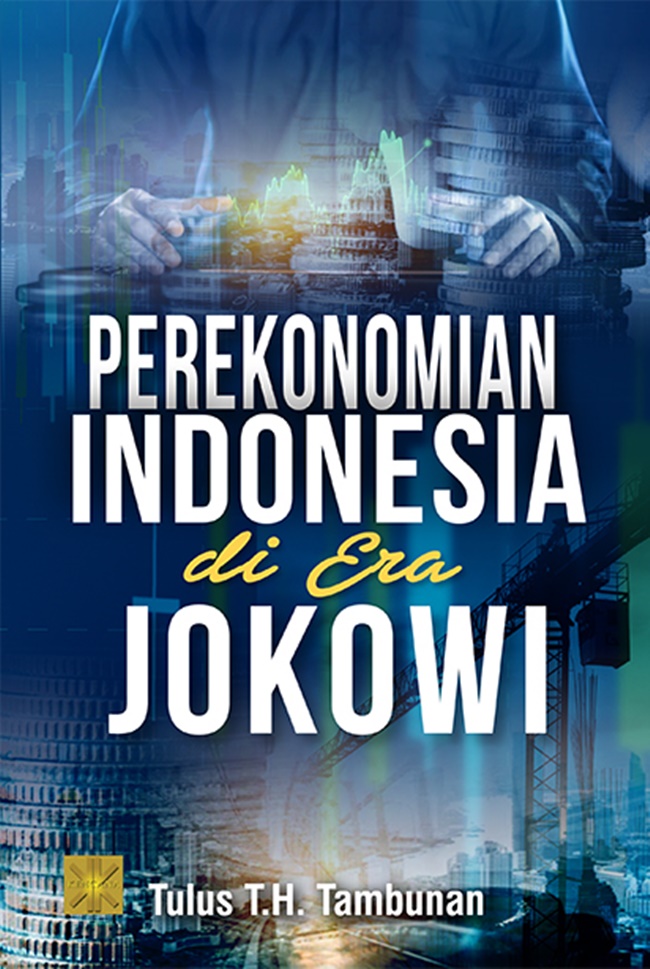 PEREKONOMIAN
INDONESIA
di Era
JOKOWI
Tulus T.H. Tambunan